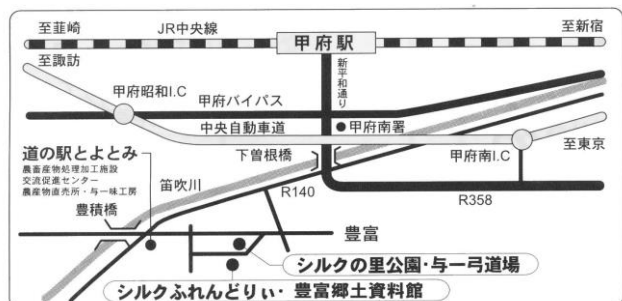 至韮崎
JR中央線
甲府駅
至新宿
至諏訪
新平和通り
甲府昭和I.C
甲府バイパス
甲府南署
中央自動車道
至東京
道の駅とよとみ
農畜産物処理加工施設
交流促進センター
農産物直売所・与一味工房
下曽根橋
甲府南I.C
笛吹川
R140
R358
豊積橋
豊富
シルクの里公園・与一弓道場
シルクふれんどりぃ・豊富郷土資料館